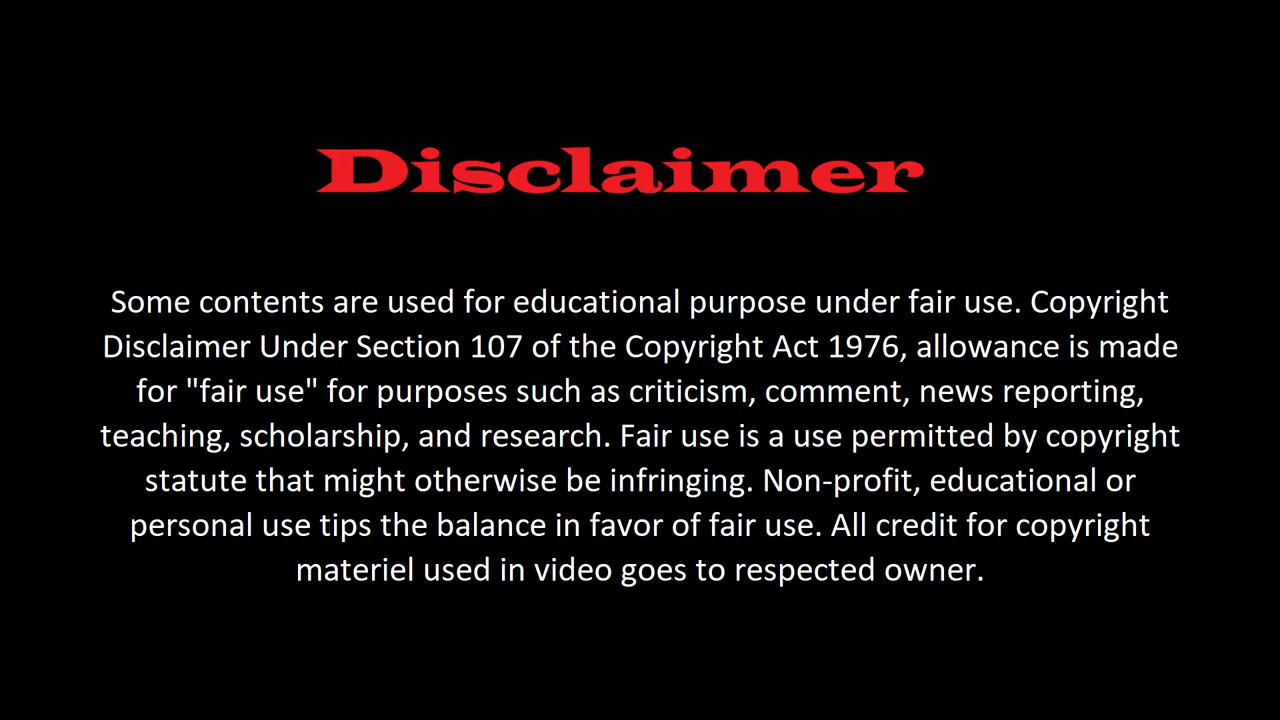 Disclaimer
Some contents are used for educational purpose under fair use. Copyright
Disclaimer Under Section 107 of the Copyright Act 1976, allowance is made
for "fair use" for purposes such as criticism, comment, news reporting,
teaching, scholarship, and research. Fair use is a use permitted by copyright
statute that might otherwise be infringing. Non-profit, educational or
personal use tips the balance in favor of fair use. All credit for copyright
materiel used in video goes to respected owner.